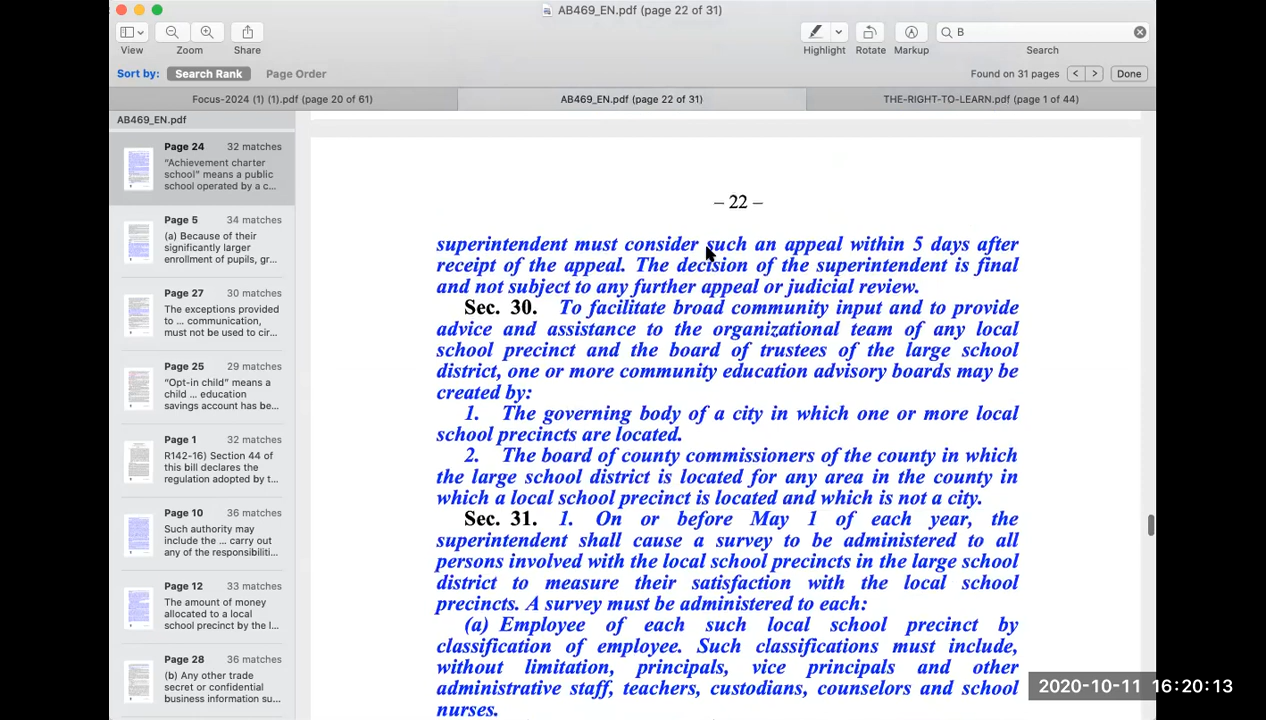 AB469_EN.pdf (page 22 of 31)
View
Zoom
Share
Highlight
Rotate
Markup
B
Search
Sort by:
Search Rank
Page Order
Found on 31 pages
Done
Focus-2024 (1) (1).pdf (page 20 of 61)
AB469_EN.pdf (page 22 of 31)
THE-RIGHT-TO-LEARN.pdf (page 1 of 44)
AB469_EN.pdf
Page 24 32 matches
“Achievement charter
school” means a public
school operated by a c...
Page 5 34 matches
(a) Because of their
significantly larger
enrollment of pupils, gr...
Page 27 30 matches
The exceptions provided
to ... communication,
must not be used to cir...
Page 25 29 matches
“Opt-in child” means a
child ... education
savings account has be...
Page 1 32 matches
R142-16) Section 44 of
this bill declares the
regulation adopted by t...
Page 10 36 matches
Such authority may
include the ... carry out
any of the responsibiliti...
Page 12 33 matches
The amount of money
allocated to a local
school precinct by the l...
Page 28 36 matches
(b) Any other trade
secret or confidential
business information su...
– 22 –
superintendent must consider such an appeal within 5 days after
receipt of the appeal. The decision of the superintendent is final
and not subject to any further appeal or judicial review.
Sec. 30. To facilitate broad community input and to provide
advice and assistance to the organizational team of any local
school precinct and the board of trustees of the large school
district, one or more community education advisory boards may be
created by:
1. The governing body of a city in which one or more local
school precincts are located.
2. The board of county commissioners of the county in which
the large school district is located for any area in the county in
which a local school precinct is located and which is not a city.
Sec. 31. 1. On or before May 1 of each year, the
superintendent shall cause a survey to be administered to all
persons involved with the local school precincts in the large school
district to measure their satisfaction with the local school
precincts. A survey must be administered to each:
(a) Employee of each such local school precinct by
classification of employee. Such classifications must include,
without limitation, principals, vice principals and other
administrative staff, teachers, custodians, counselors and school
nurses.
2020-10-11 16:20:13